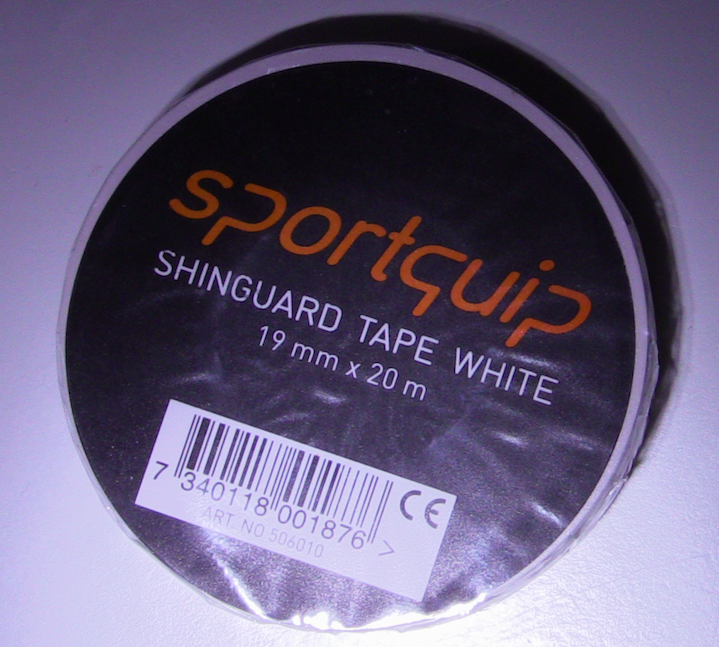 sportquip
SHINGUARD TAPE WHITE
19 mm x 20 m
CE
7 340118 001876 >
ART. NO 506010